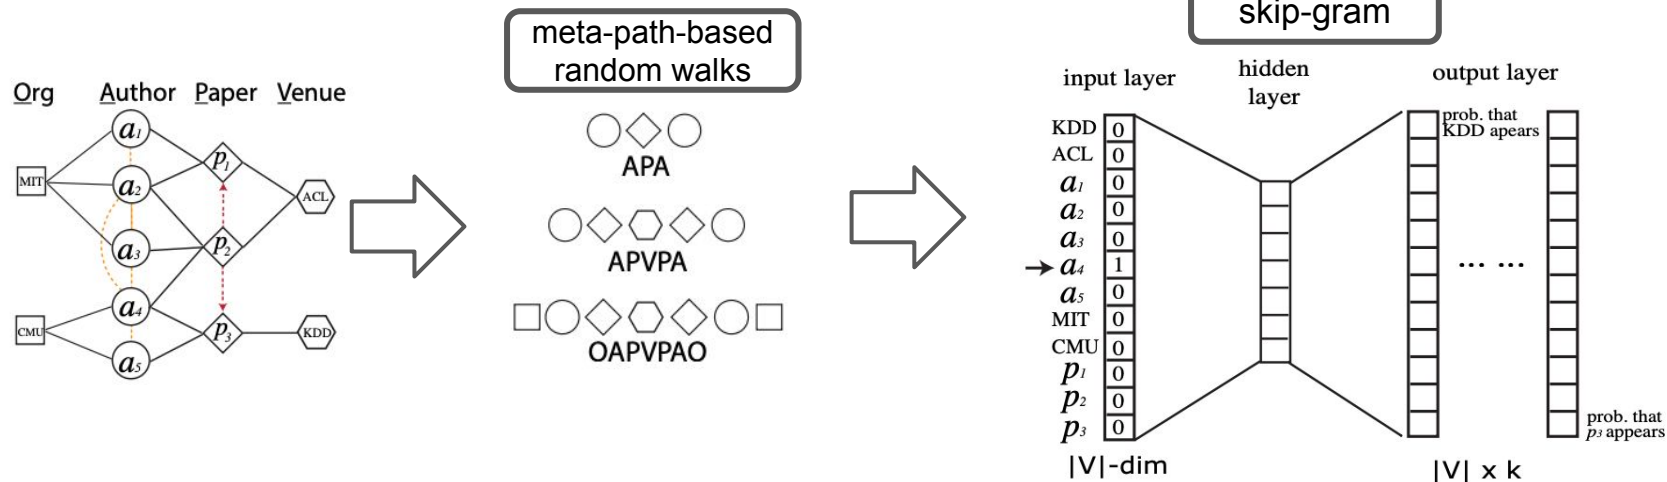 Org Author Paper Venue
MIT
CMU
a1
a2
a3
a4
a5
p1
p2
p3
ACL
KDD
meta-path-based
random walks
APA
APVPA
OAPVPAO
skip-gram
input layer
hidden
layer
output layer
KDD 0
ACL 0
a1 0
a2 0
a3 0
a4 1
a5 0
MIT 0
CMU 0
p1 0
p2 0
p3 0
|V|-dim
prob. that
KDD apears
... ...
prob. that
p3 appears
|V| x k